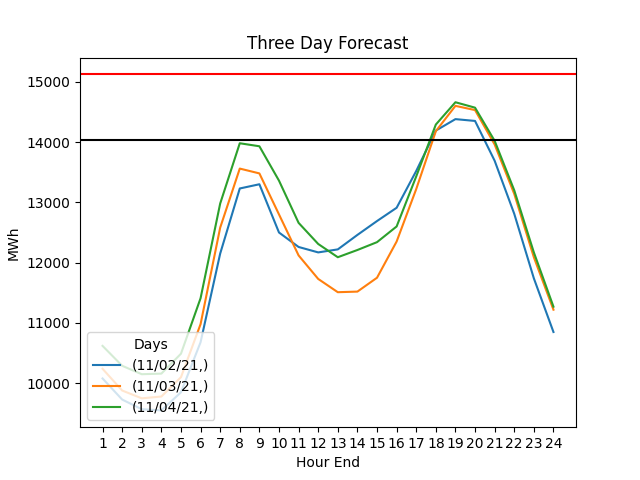 Three Day Forecast
MWh
15000
14000
13000
12000
11000
10000
Days
(11/02/21,)
(11/03/21,)
(11/04/21,)
1 2 3 4 5 6 7 8 9 10 11 12 13 14 15 16 17 18 19 20 21 22 23 24
Hour End